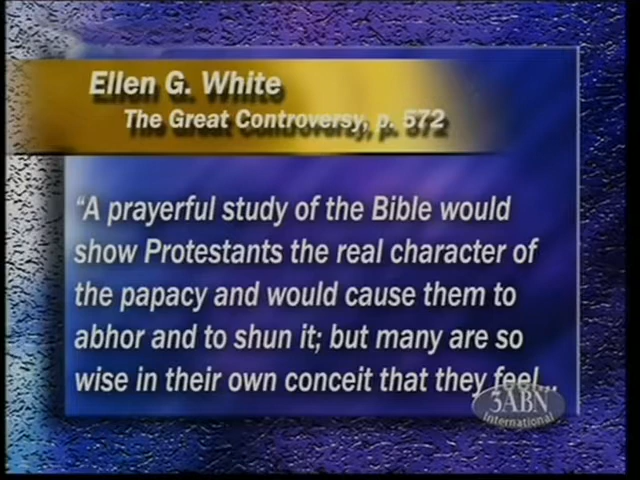 Ellen G. White
The Great Controversy, p. 572
“A prayerful study of the Bible would
show Protestants the real character of
the papacy and would cause them to
abhor and to shun it; but many are so
wise in their own conceit that they feel...
3ABN
International